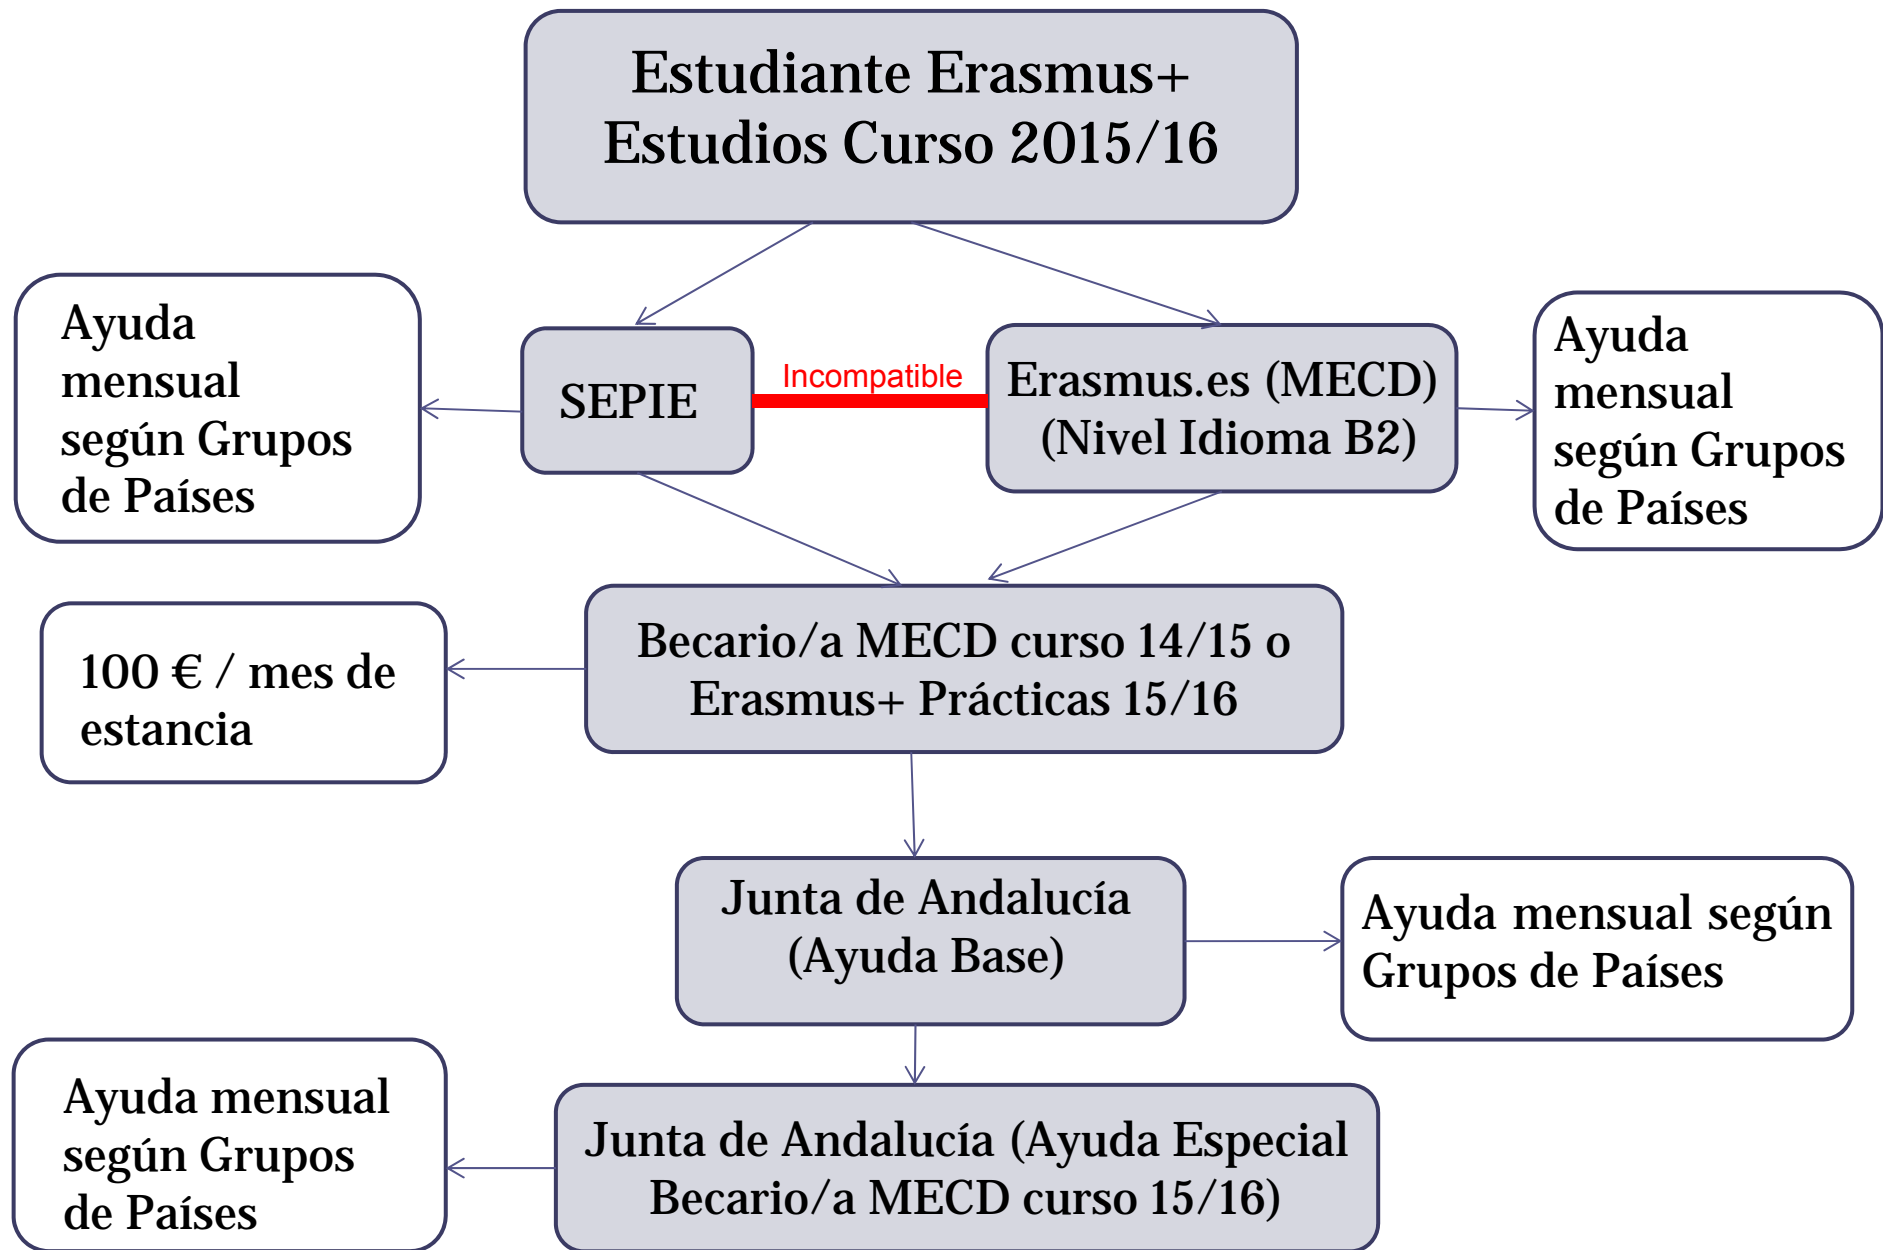 Estudiante Erasmus+
Estudios Curso 2015/16
Ayuda
mensual
según Grupos
de Países
SEPIE
Incompatible
Erasmus.es (MECD)
(Nivel Idioma B2)
Ayuda
mensual
según Grupos
de Países
100 € / mes de
estancia
Becario/a MECD curso 14/15 o
Erasmus+ Prácticas 15/16
Junta de Andalucía
(Ayuda Base)
Ayuda mensual según
Grupos de Países
Ayuda mensual
según Grupos
de Países
Junta de Andalucía (Ayuda Especial
Becario/a MECD curso 15/16)